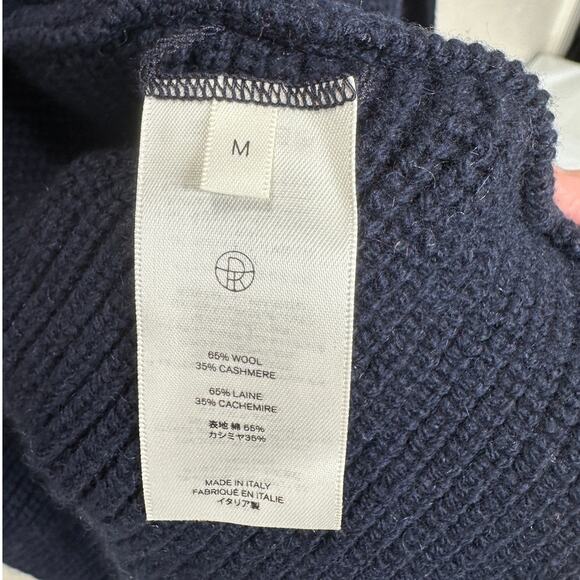 M
65% WOOL
35% CASHMERE
65% LAINE
35% CACHEMIRE
表地 綿 65%
カシミヤ35%
MADE IN ITALY
FABRIQUÉ EN ITALIE
イタリア製